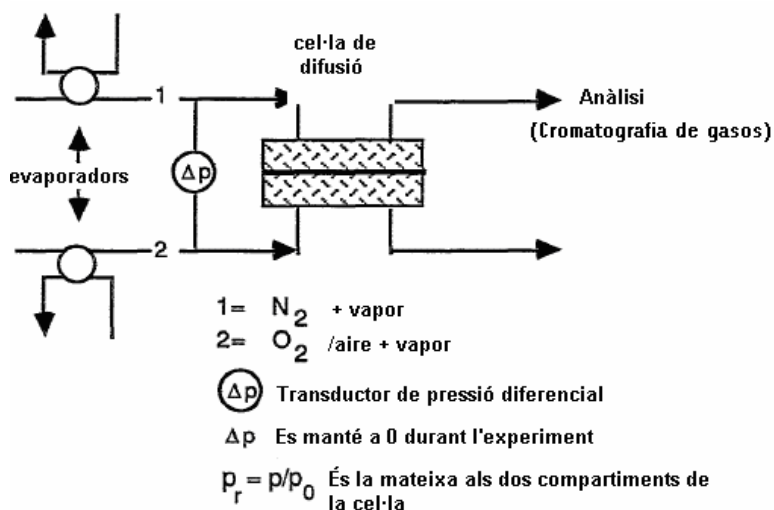 cel·la de
difusió
1
Anàlisi
(Cromatografia de gasos)
evaporadors
Δp
2
1= N2 + vapor
2= O2 /aire + vapor
Δp Transductor de pressió diferencial
Δp Es manté a 0 durant l'experiment
pr = p/p0 És la mateixa als dos compartiments de
la cel·la